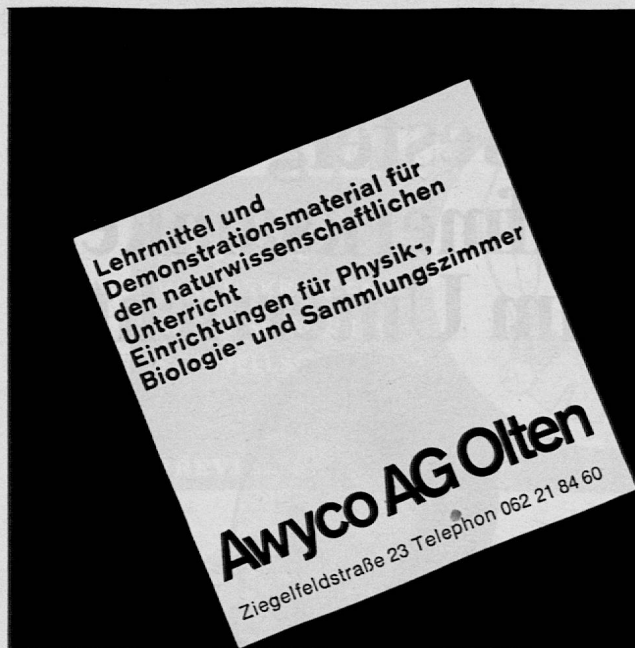 Lehrmittel und
Demonstrationsmaterial für
den naturwissenschaftlichen
Unterricht
Einrichtungen für Physik-,
Biologie- und Sammlungszimmer
Awyco AG Olten
Ziegelfeldstraße 23 Telephon 062 21 84 60